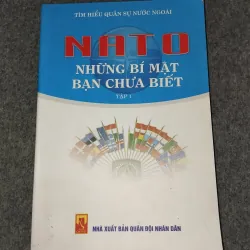 TÌM HIỂU QUÂN SỰ NƯỚC NGOÀI
NATO
NHỮNG BÍ MẬT
BẠN CHƯA BIẾT
TẬP 1
NHÀ XUẤT BẢN QUÂN ĐỘI NHÂN DÂN